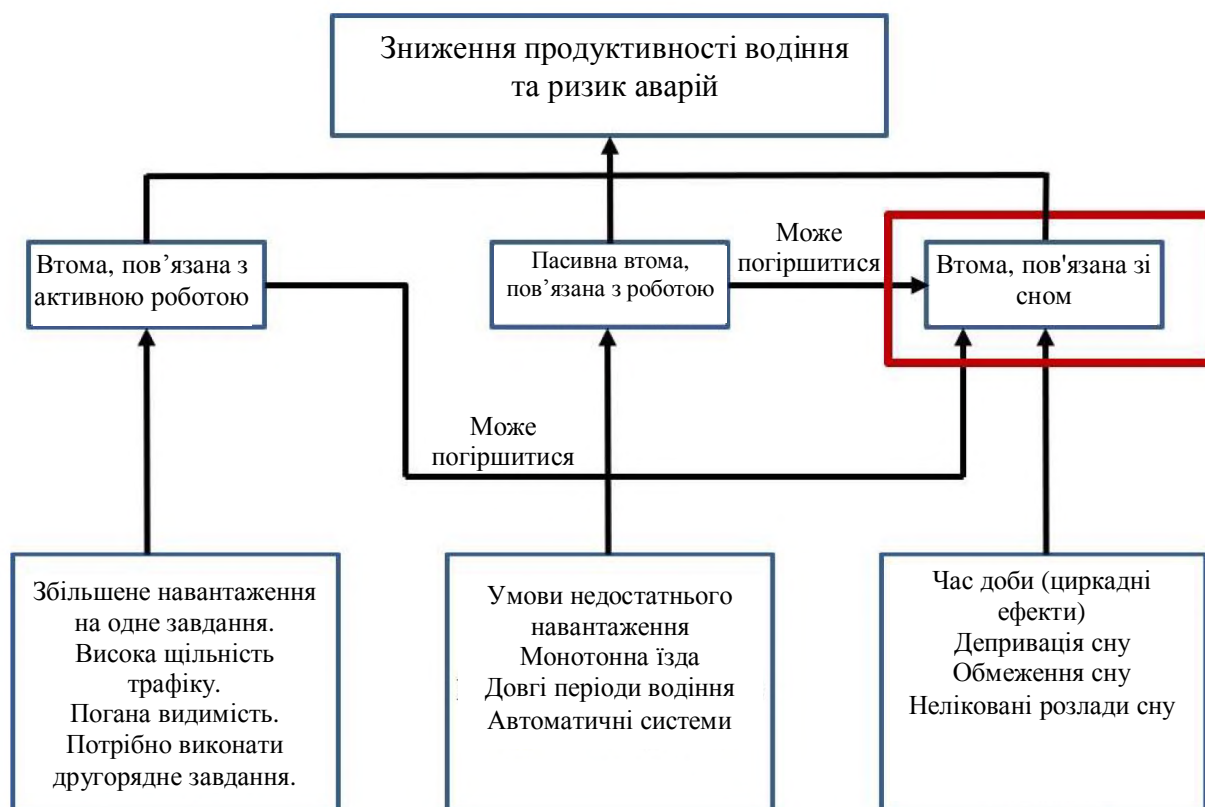 Зниження продуктивності водіння
та ризик аварій
Може
погіршитися
Втома, пов’язана з
активною роботою
Пасивна втома,
пов’язана з роботою
Втома, пов'язана зі
сном
Може
погіршитися
Збільшене навантаження
на одне завдання.
Висока щільність
трафіку.
Погана видимість.
Потрібно виконати
другорядне завдання.
Умови недостатнього
навантаження
Монотонна їзда
Довгі періоди водіння
Автоматичні системи
Час доби (циркадні
ефекти)
Депривація сну
Обмеження сну
Неліковані розлади сну